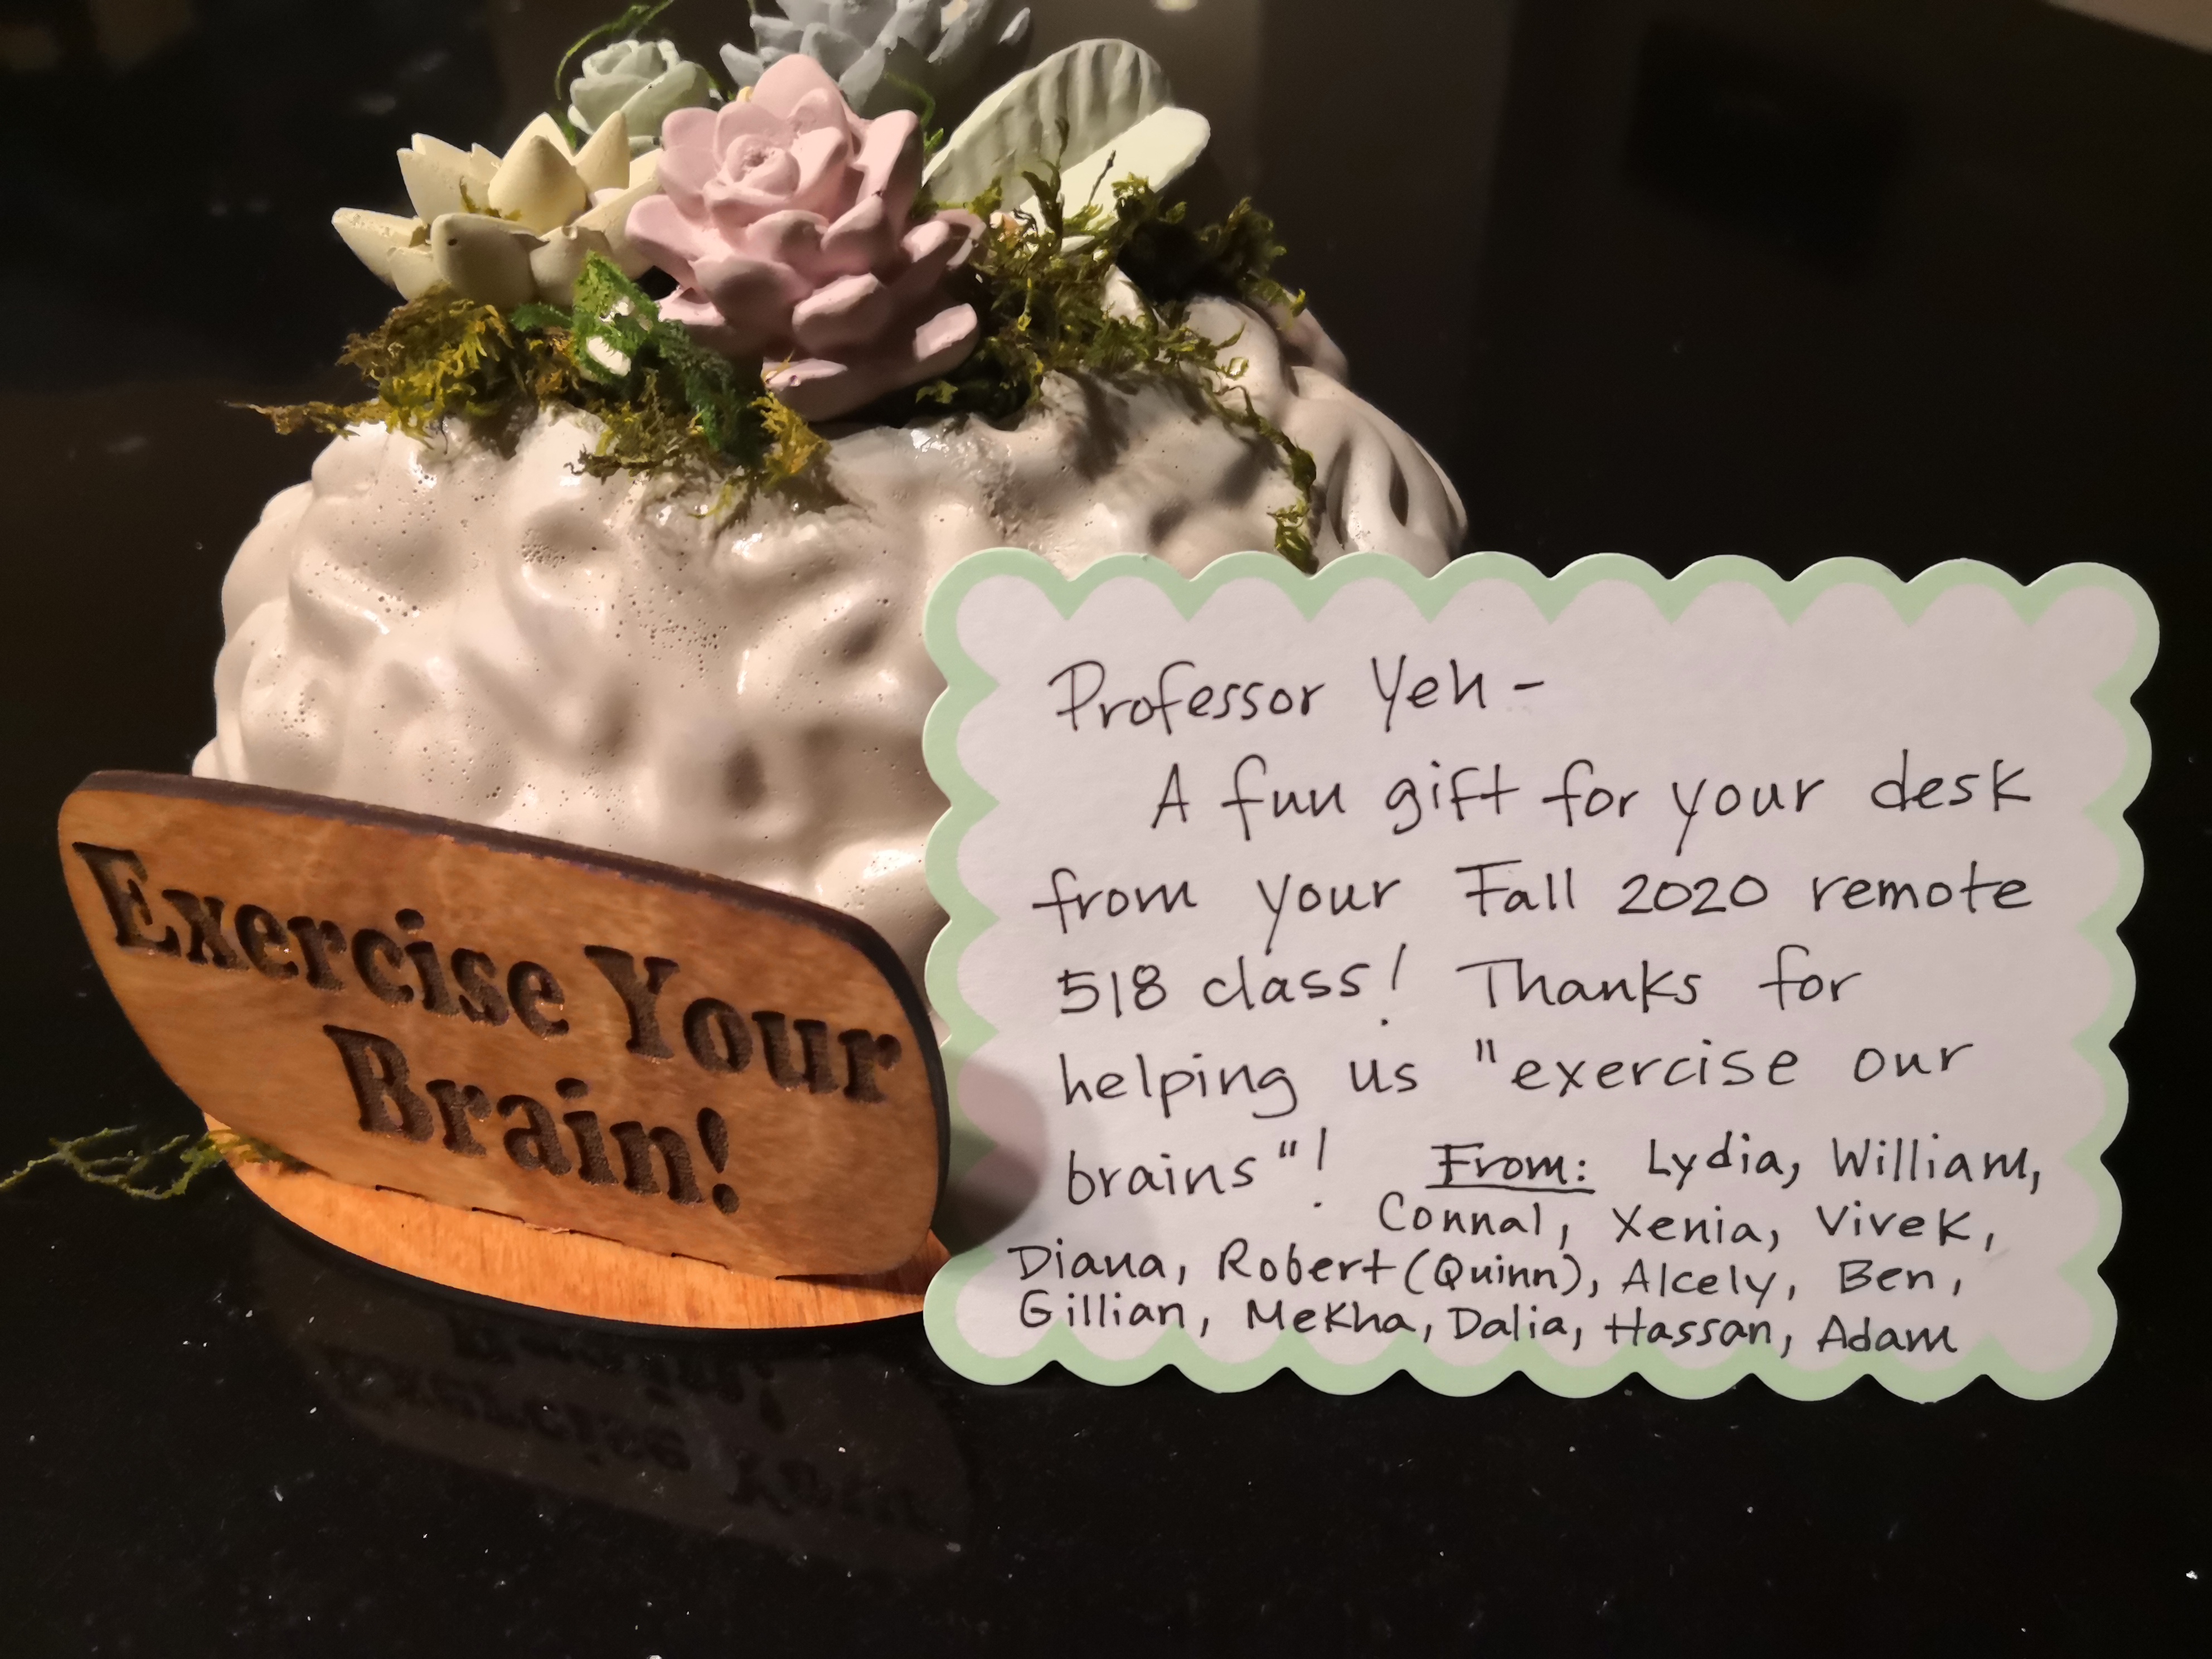 Exercise Your
Brain!
Professor Yeh -
A fun gift for your desk
from your Fall 2020 remote
518 class! Thanks for
helping us "exercise our
brains"! From: Lydia, William,
Connal, Xenia, Vivek,
Diana, Robert (Quinn), Alcely, Ben,
Gillian, Mekha, Dalia, Hassan, Adam